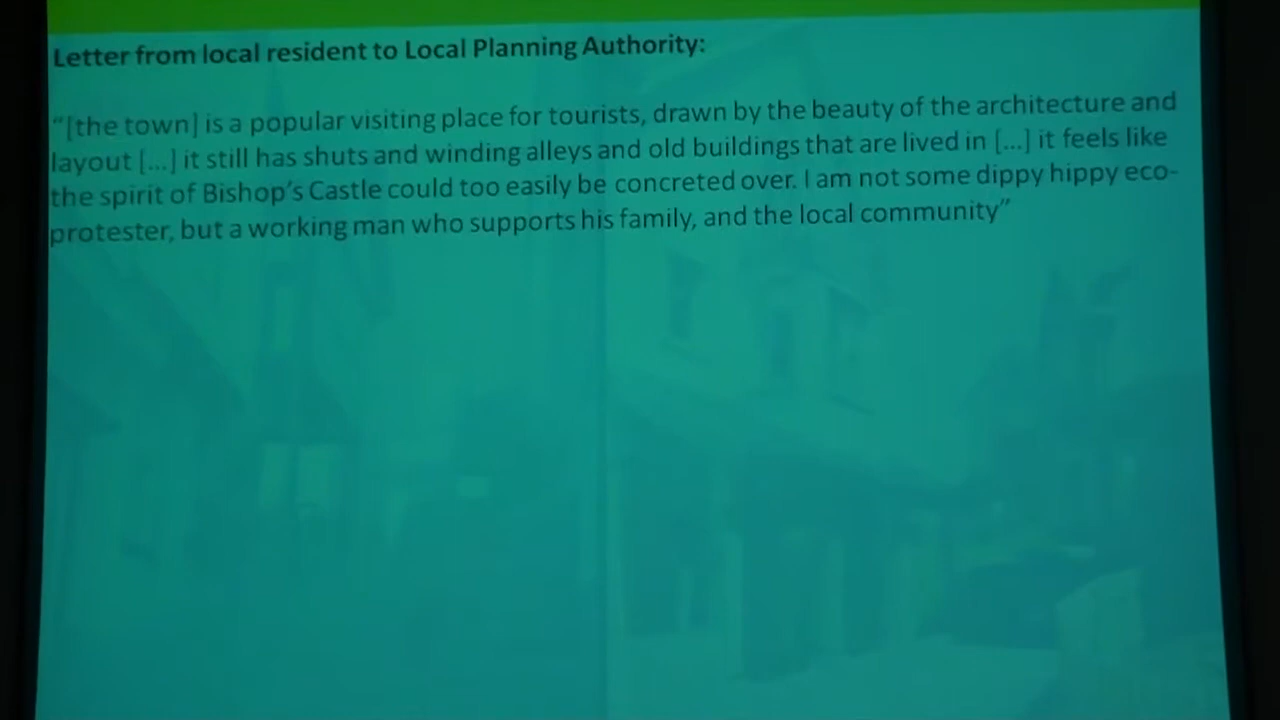 Letter from local resident to Local Planning Authority:
“[the town] is a popular visiting place for tourists, drawn by the beauty of the architecture and
layout [...] it still has shuts and winding alleys and old buildings that are lived in [...] it feels like
the spirit of Bishop’s Castle could too easily be concreted over. I am not some dippy hippy eco-
protester, but a working man who supports his family, and the local community”